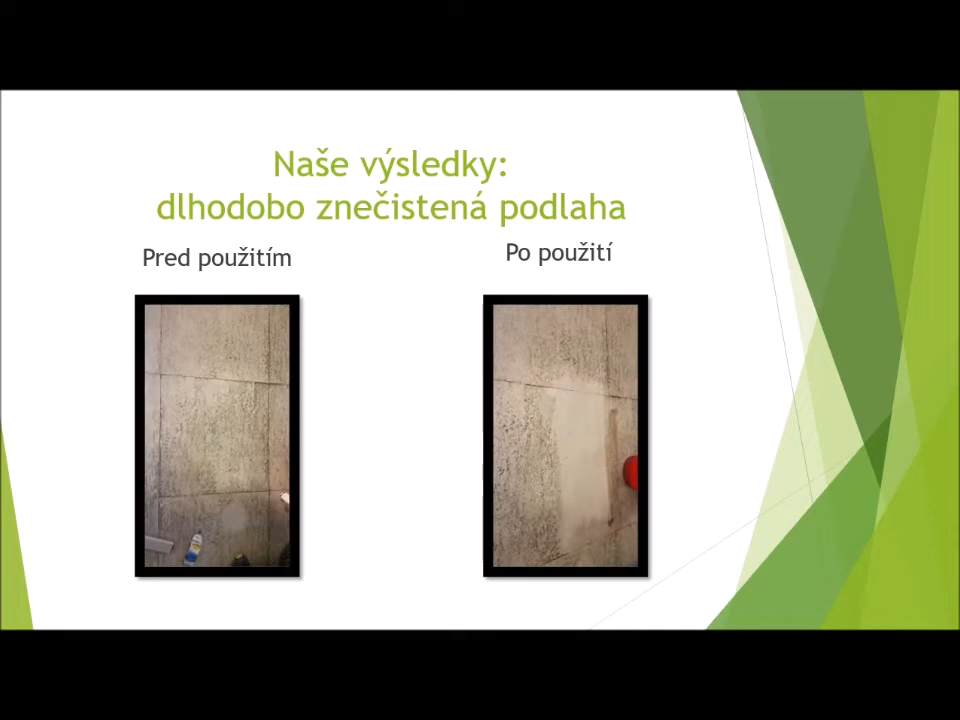 Naše výsledky:
dlhodobo znečistená podlaha
Pred použitím
Po použití